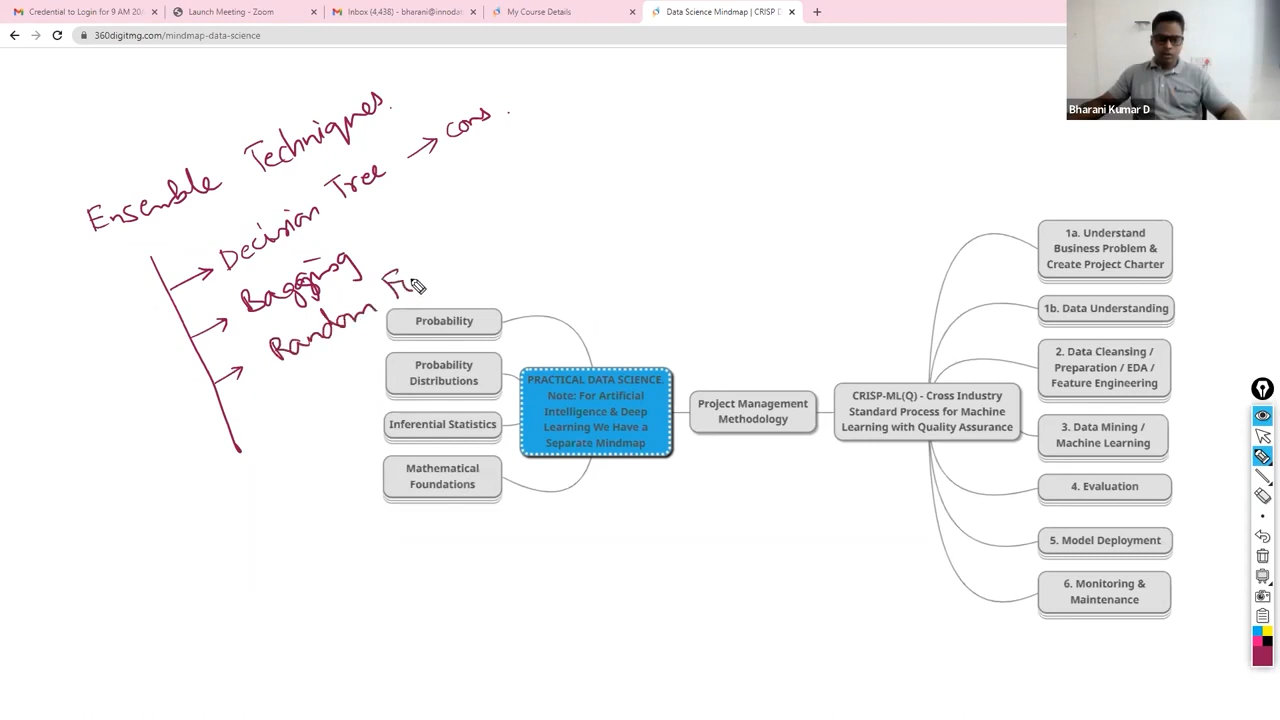 Credential to Login for 9 AM 20/
Launch Meeting - Zoom
Inbox (4,438) - bharani@innodat
My Course Details
Data Science Mindmap | CRISP D
360digitmg.com/mindmap-data-science
Bharani Kumar D
Ensemble Techniques
Decision Tree → cons
Bagging
Random Fo
Probability
Probability
Distributions
Inferential Statistics
Mathematical
Foundations
PRACTICAL DATA SCIENCE.
Note: For Artificial
Intelligence & Deep
Learning We Have a
Separate Mindmap
Project Management
Methodology
CRISP-ML(Q) - Cross Industry
Standard Process for Machine
Learning with Quality Assurance
1a. Understand
Business Problem &
Create Project Charter
1b. Data Understanding
2. Data Cleansing /
Preparation / EDA /
Feature Engineering
3. Data Mining /
Machine Learning
4. Evaluation
5. Model Deployment
6. Monitoring &
Maintenance